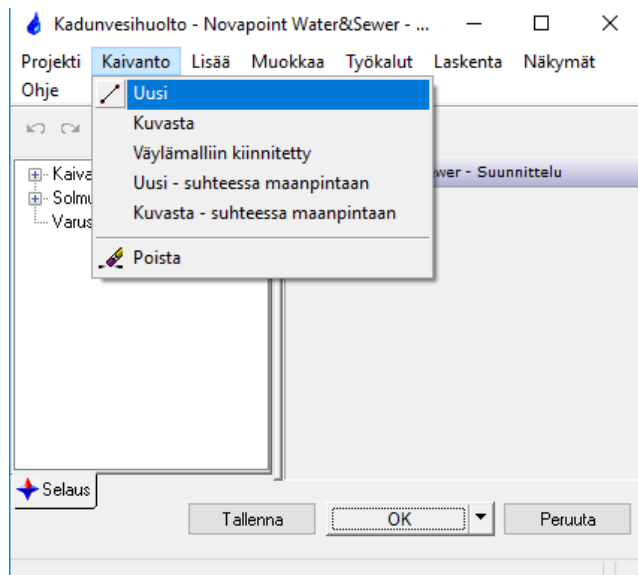 Kadunvesihuolto - Novapoint Water&Sewer - ...
Projekti Kaivanto Lisää Muokkaa Työkalut Laskenta Näkymät
Ohje
Uusi
Kuvasta
Väylämalliin kiinnitetty
Uusi - suhteessa maanpintaan
Kuvasta - suhteessa maanpintaan
Poista
Kaiva
Solmu
Varus
wer - Suunnittelu
Selaus
Tallenna OK Peruuta